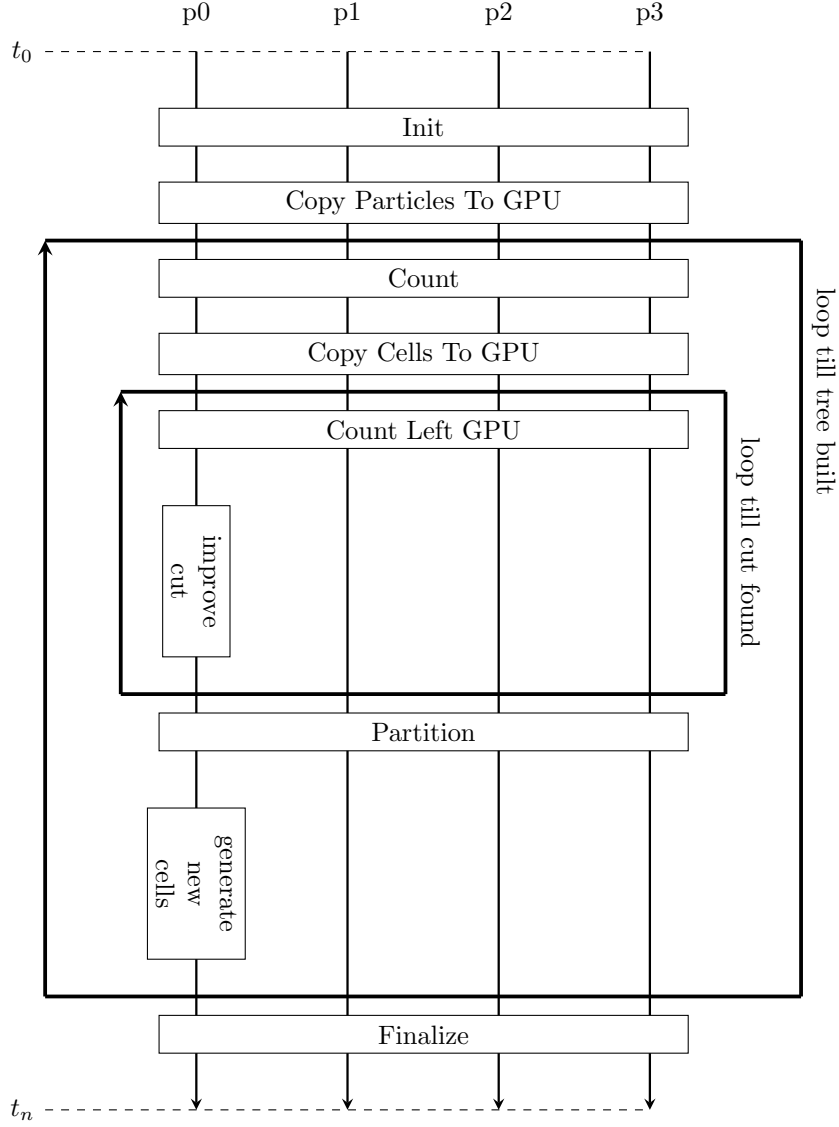 p0 p1 p2 p3
t₀
Init
Copy Particles To GPU
Count
loop till tree built
Copy Cells To GPU
Count Left GPU
loop till cut found
improve
cut
Partition
generate
new
cells
Finalize
tₙ